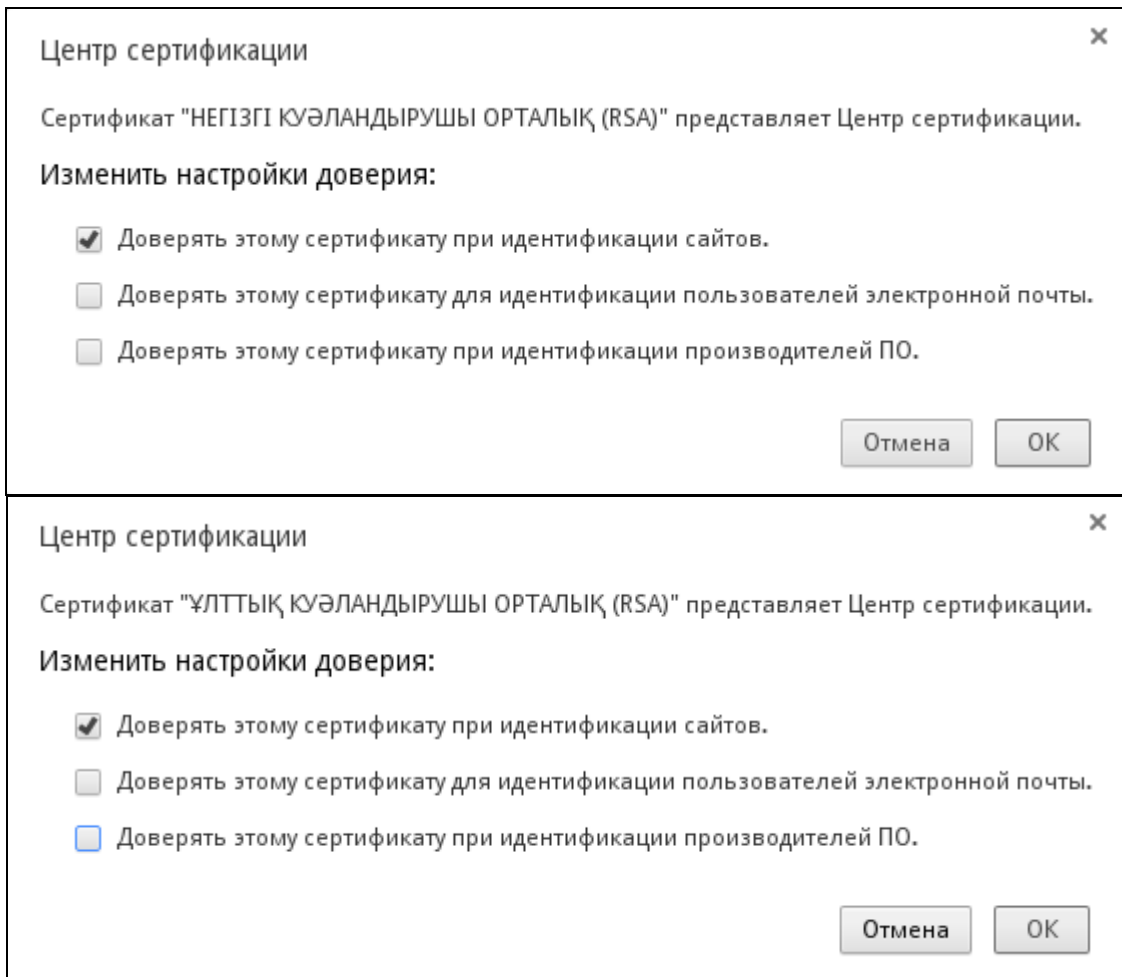 Центр сертификации
Сертификат "НЕГІЗГІ КУӘЛАНДЫРУШЫ ОРТАЛЫҚ (RSA)" представляет Центр сертификации.
Изменить настройки доверия:
Доверять этому сертификату при идентификации сайтов.
Доверять этому сертификату для идентификации пользователей электронной почты.
Доверять этому сертификату при идентификации производителей ПО.
Отмена ОК
Центр сертификации
Сертификат "ҰЛТТЫҚ КУӘЛАНДЫРУШЫ ОРТАЛЫҚ (RSA)" представляет Центр сертификации.
Изменить настройки доверия:
Доверять этому сертификату при идентификации сайтов.
Доверять этому сертификату для идентификации пользователей электронной почты.
Доверять этому сертификату при идентификации производителей ПО.
Отмена ОК